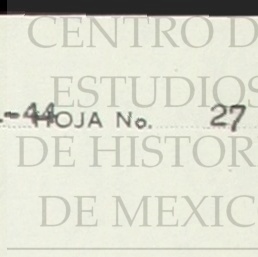 CENTRO D
ESTUDIOS
-44 HOJA No. 27
DE HISTOR
DE MEXIC